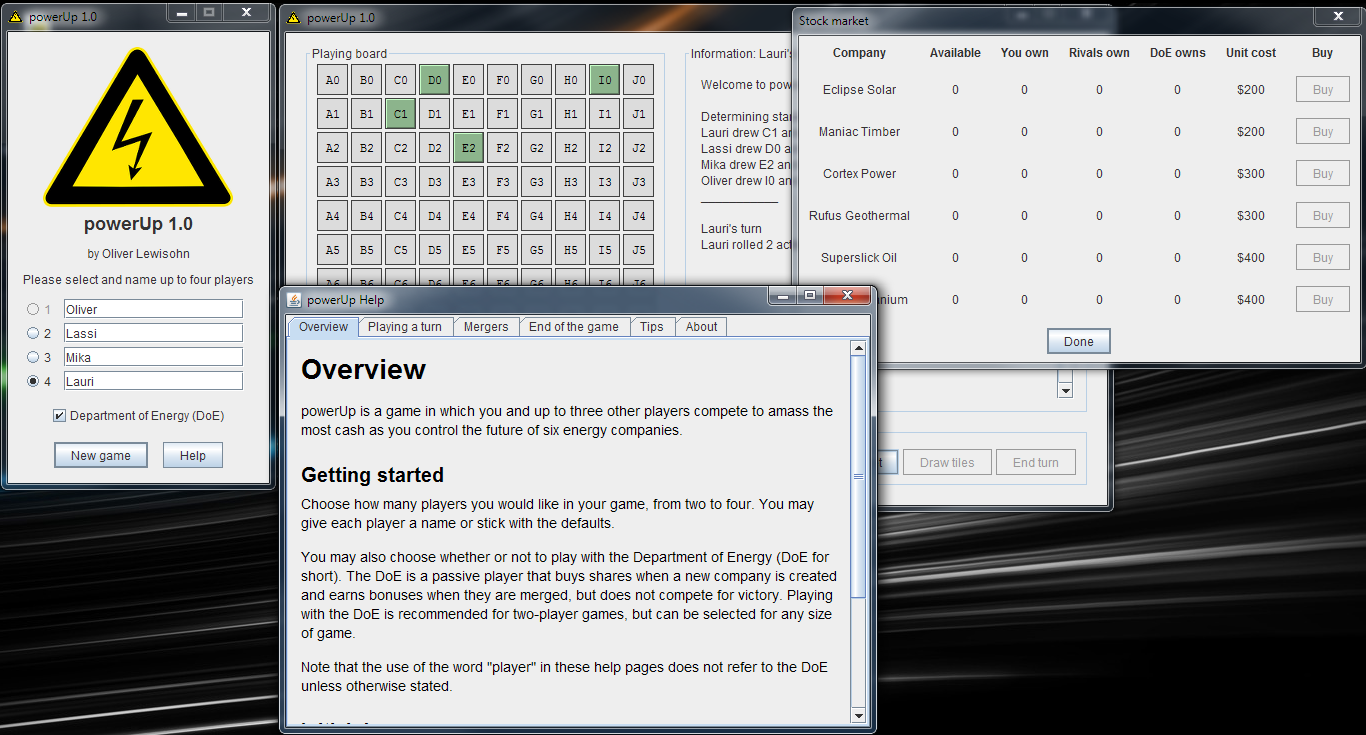 powerUp 1.0
powerUp 1.0
by Oliver Lewisohn
Please select and name up to four players
1 Oliver
2 Lassi
3 Mika
4 Lauri
Department of Energy (DoE)
New game Help
powerUp 1.0
Playing board
A0 B0 C0 D0 E0 F0 G0 H0 I0 J0
A1 B1 C1 D1 E1 F1 G1 H1 I1 J1
A2 B2 C2 D2 E2 F2 G2 H2 I2 J2
A3 B3 C3 D3 E3 F3 G3 H3 I3 J3
A4 B4 C4 D4 E4 F4 G4 H4 I4 J4
A5 B5 C5 D5 E5 F5 G5 H5 I5 J5
A6 B6 C6 D6 E6 F6 G6 H6 I6 J6
Information: Lauri's
Welcome to pow
Determining star
Lauri drew C1 an
Lassi drew D0 a
Mika drew E2 an
Oliver drew I0 an
Lauri's turn
Lauri rolled 2 act
t Draw tiles End turn
Stock market
Company Available You own Rivals own DoE owns Unit cost Buy
Eclipse Solar 0 0 0 0 $200 Buy
Maniac Timber 0 0 0 0 $200 Buy
Cortex Power 0 0 0 0 $300 Buy
Rufus Geothermal 0 0 0 0 $300 Buy
Superslick Oil 0 0 0 0 $400 Buy
nium 0 0 0 0 $400 Buy
Done
powerUp Help
Overview Playing a turn Mergers End of the game Tips About
Overview
powerUp is a game in which you and up to three other players compete to amass the
most cash as you control the future of six energy companies.
Getting started
Choose how many players you would like in your game, from two to four. You may
give each player a name or stick with the defaults.
You may also choose whether or not to play with the Department of Energy (DoE for
short). The DoE is a passive player that buys shares when a new company is created
and earns bonuses when they are merged, but does not compete for victory. Playing
with the DoE is recommended for two-player games, but can be selected for any size
of game.
Note that the use of the word "player" in these help pages does not refer to the DoE
unless otherwise stated.